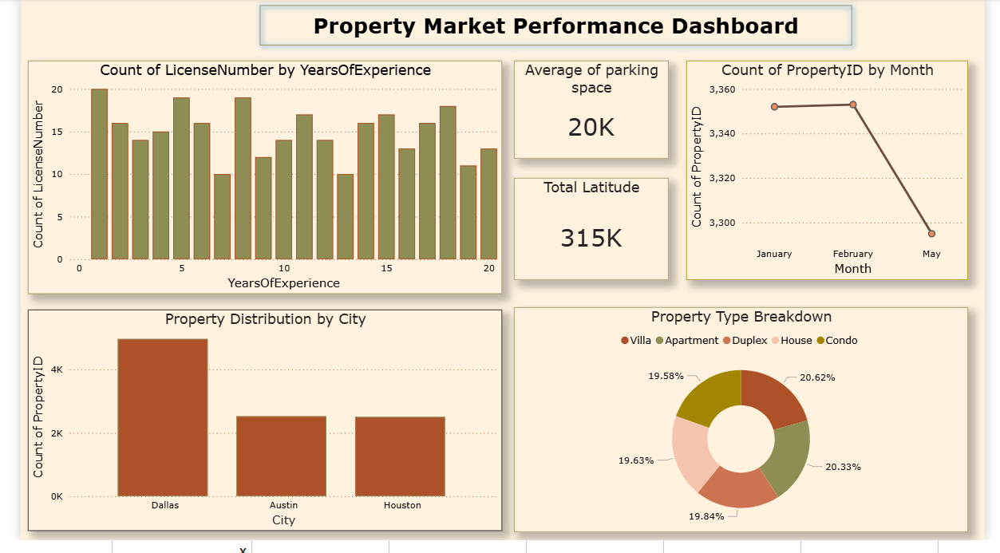 Property Market Performance Dashboard
Count of LicenseNumber by YearsOfExperience
Count of LicenseNumber
20
15
10
5
0
0
5
10
15
20
YearsOfExperience
Average of parking
space
20K
Total Latitude
315K
Count of PropertyID by Month
Count of PropertyID
3,360
3,340
3,320
3,300
January
February
May
Month
Property Distribution by City
Count of PropertyID
4K
2K
0K
Dallas
Austin
Houston
City
Property Type Breakdown
Villa Apartment Duplex House Condo
19.58%
20.62%
19.63%
20.33%
19.84%
x